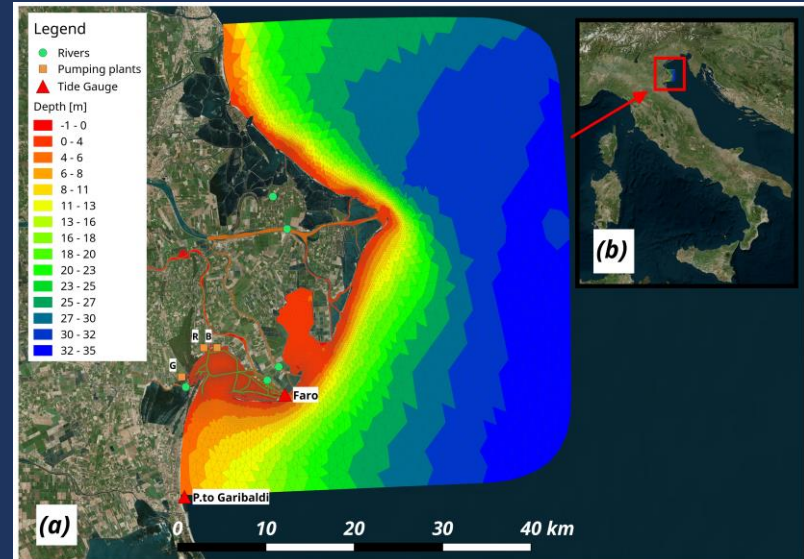 Legend
Rivers
Pumping plants
Tide Gauge
Depth [m]
-1 - 0
0 - 4
4 - 6
6 - 8
8 - 11
11 - 13
13 - 16
16 - 18
18 - 20
20 - 23
23 - 25
25 - 27
27 - 30
30 - 32
32 - 35
(b)
R B
G
Faro
P.to Garibaldi
(a)
0 10 20 30 40 km